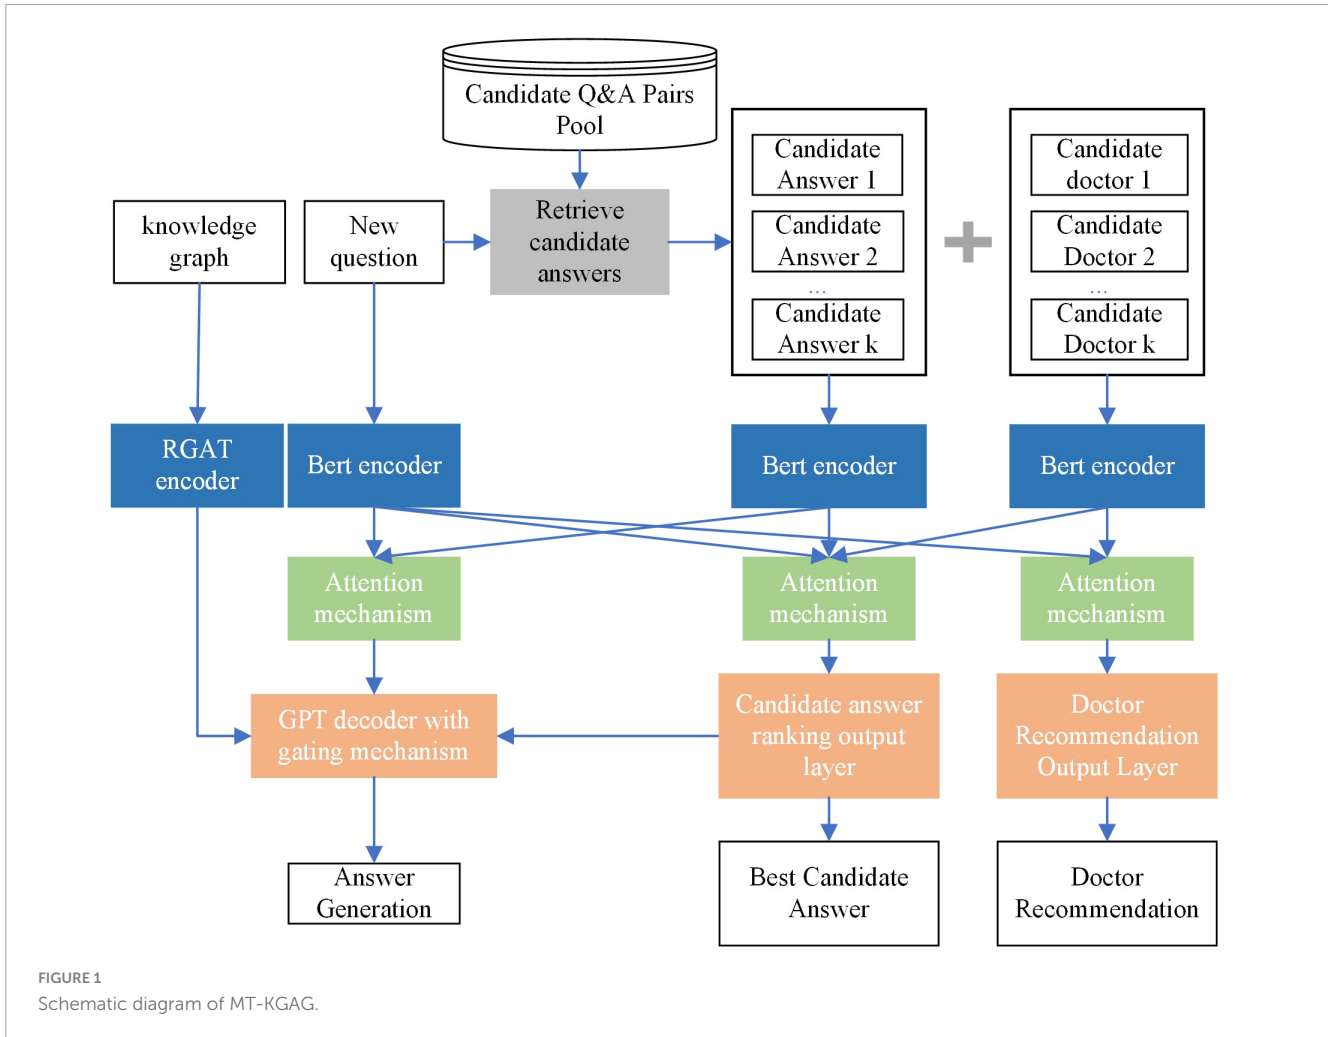 Candidate Q&A Pairs
Pool
knowledge
graph
New
question
Retrieve
candidate
answers
Candidate
Answer 1
Candidate
Answer 2
...
Candidate
Answer k
Candidate
doctor 1
Candidate
Doctor 2
...
Candidate
Doctor k
RGAT
encoder
Bert encoder
Bert encoder
Bert encoder
Attention
mechanism
Attention
mechanism
Attention
mechanism
GPT decoder with
gating mechanism
Candidate answer
ranking output
layer
Doctor
Recommendation
Output Layer
Answer
Generation
Best Candidate
Answer
Doctor
Recommendation
FIGURE 1
Schematic diagram of MT-KGAG.